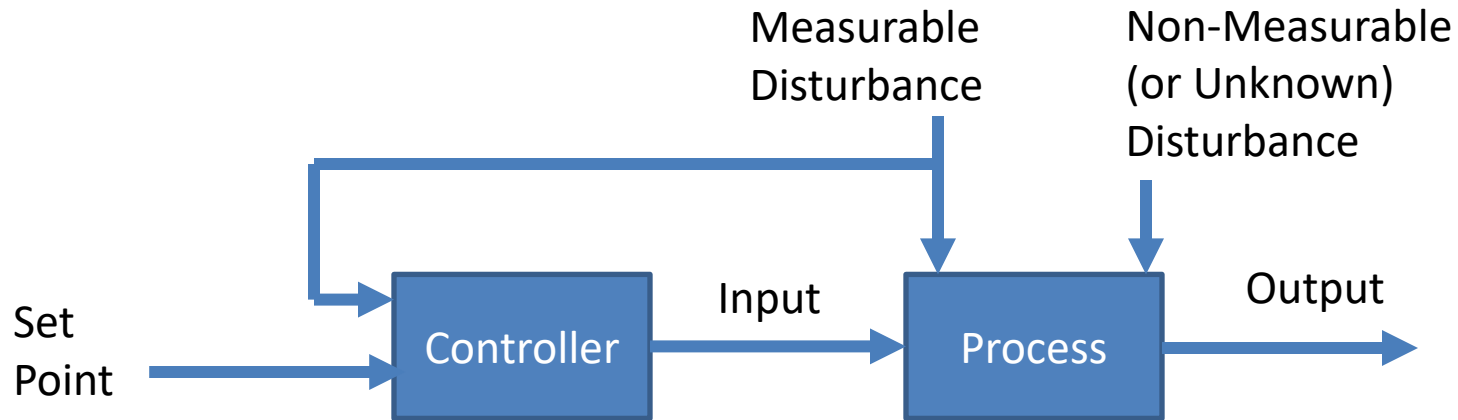 Measurable
Disturbance
Non-Measurable
(or Unknown)
Disturbance
Set
Point
Controller
Input
Process
Output